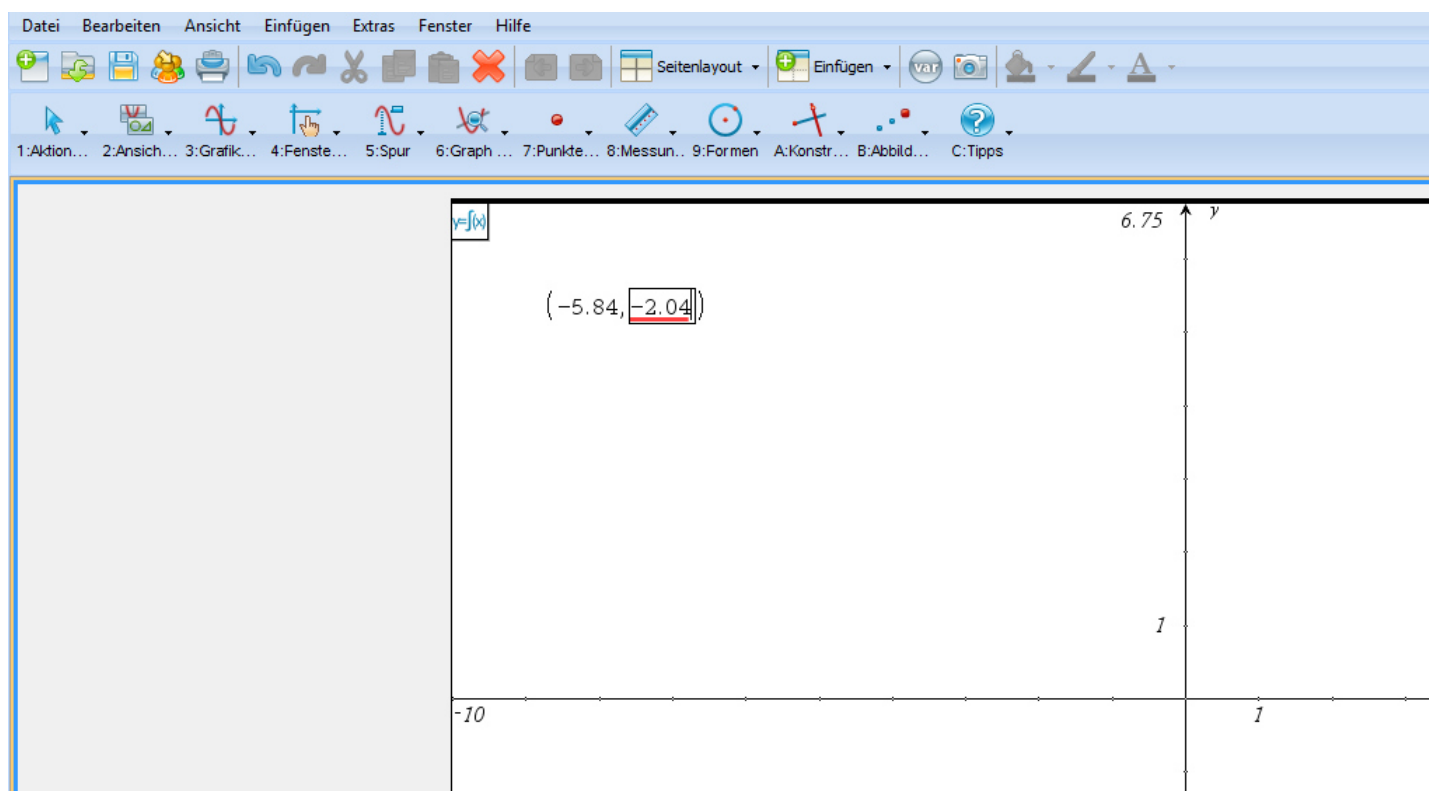 Datei Bearbeiten Ansicht Einfügen Extras Fenster Hilfe
Seitenlayout Einfügen var
1:Aktion... 2:Ansich... 3:Grafik... 4:Fenste... 5:Spur 6:Graph ... 7:Punkte... 8:Messun.. 9:Formen A:Konstr... B:Abbild... C:Tipps
y=∫(x)
6.75 y
(-5.84,-2.04)
1
-10 1